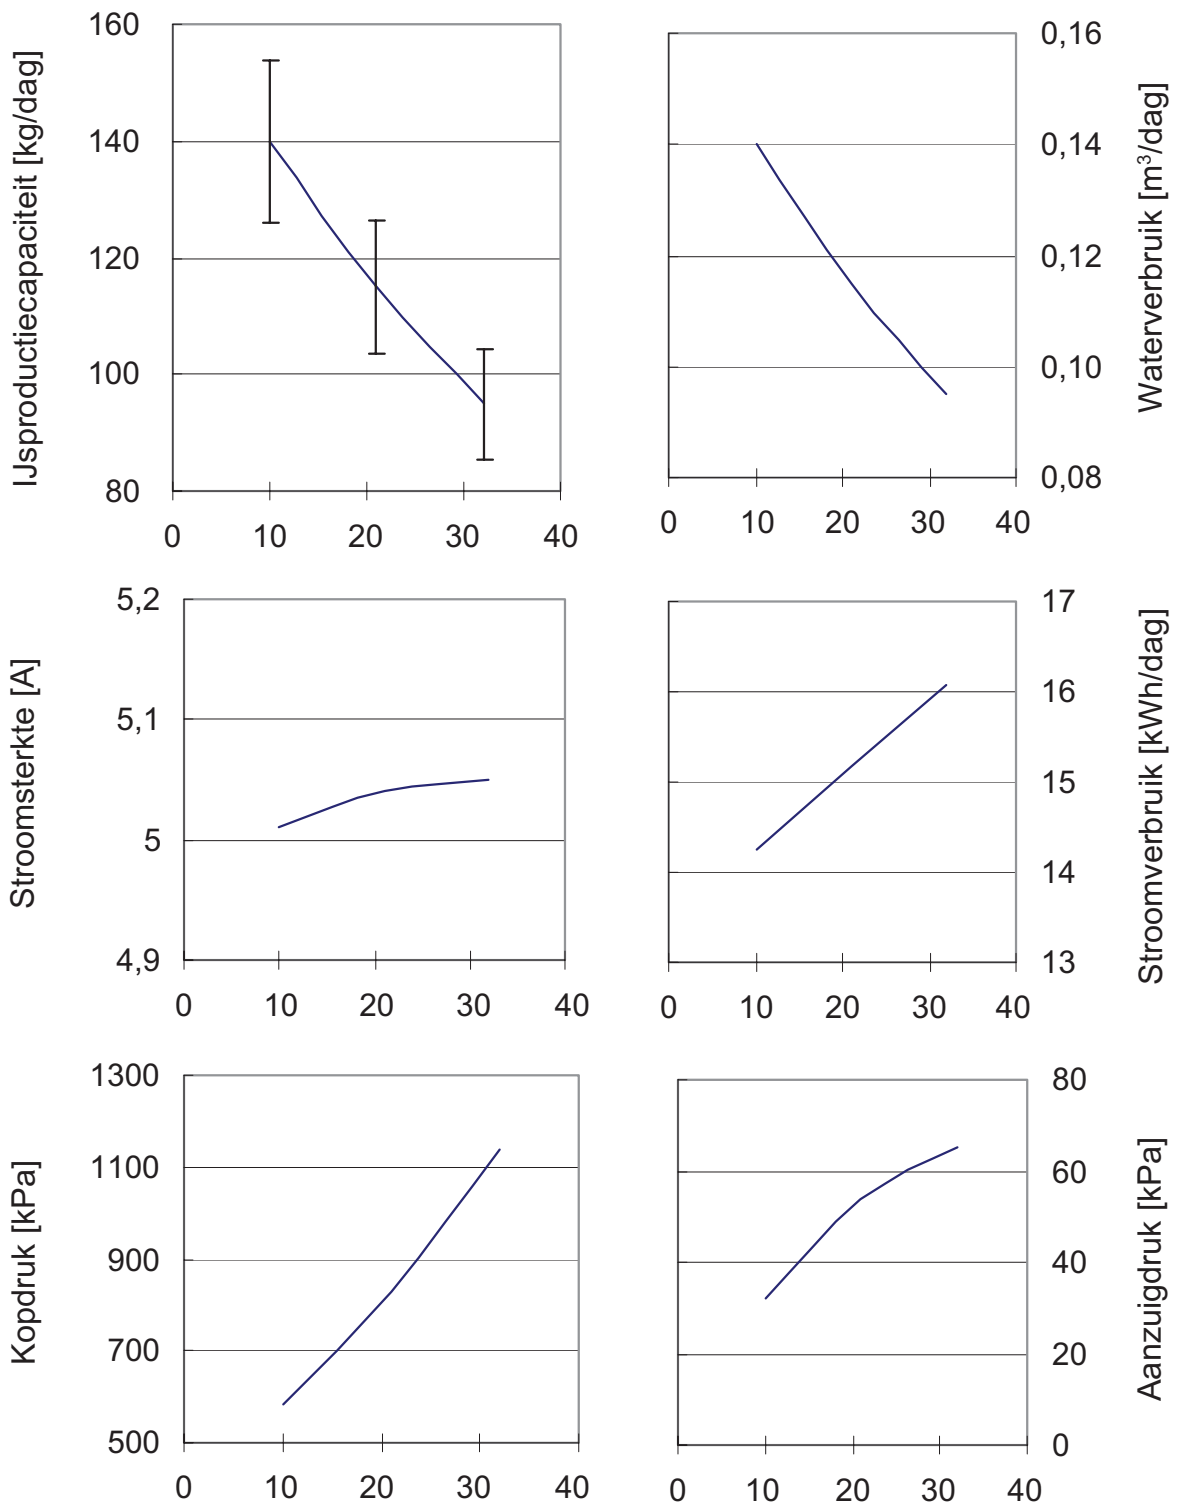 IJsproductiecapaciteit [kg/dag]
160
140
120
100
80
0 10 20 30 40
Waterverbruik [m³/dag]
0,16
0,14
0,12
0,10
0,08
0 10 20 30 40
Stroomsterkte [A]
5,2
5,1
5
4,9
0 10 20 30 40
Stroomverbruik [kWh/dag]
17
16
15
14
13
0 10 20 30 40
Kopdruk [kPa]
1300
1100
900
700
500
0 10 20 30 40
Aanzuigdruk [kPa]
80
60
40
20
0
0 10 20 30 40